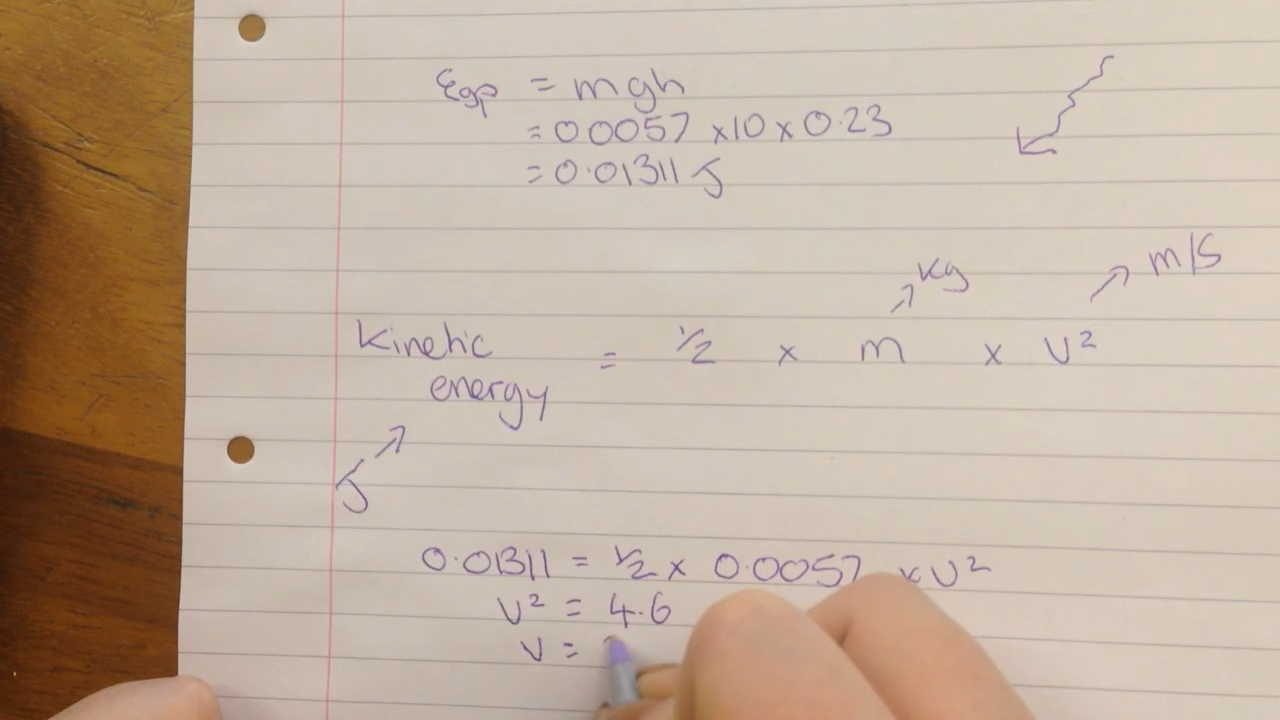 Egp = mgh
= 0.0057 x 10 x 0.23
= 0.01311 J
kg
m/s
Kinetic energy = 1/2 x m x v²
J
0.01311 = 1/2 x 0.0057 x v²
v² = 4.6
v =